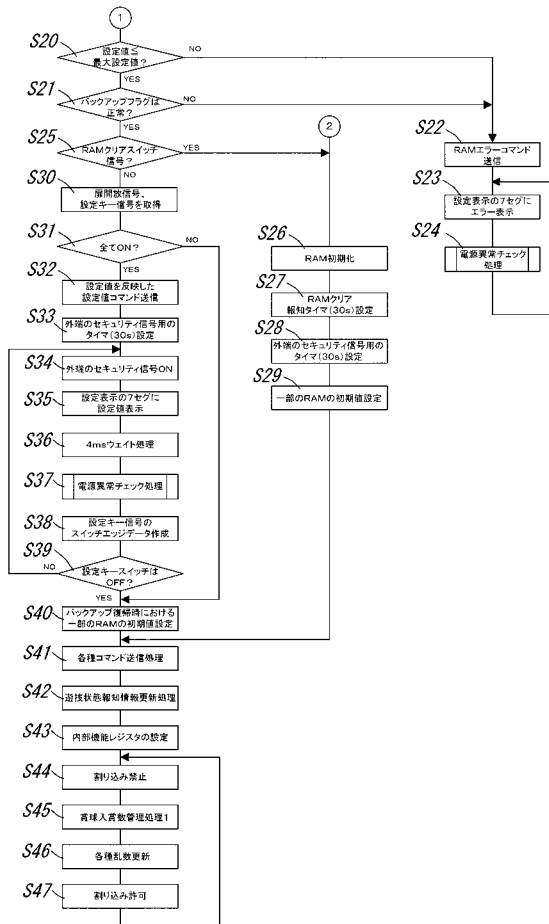 1
S20
設定値≦
最大設定値?
NO
YES
S21
バックアップフラグは
正常?
NO
YES
S25
RAMクリアスイッチ
信号?
YES
NO
2
S22
RAMエラーコマンド
送信
S23
設定表示の7セグに
エラー表示
S24
電源異常チェック
処理
S30
扉開放信号、
設定キー信号を取得
S31
全てON?
NO
YES
S32
設定値を反映した
設定値コマンド送信
S33
外端のセキュリティ信号用の
タイマ(30s)設定
S34
外端のセキュリティ信号ON
S35
設定表示の7セグに
設定値表示
S36
4msウェイト処理
S37
電源異常チェック処理
S38
設定キー信号の
スイッチエッジデータ作成
S39
設定キースイッチは
OFF?
NO
YES
S26
RAM初期化
S27
RAMクリア
報知タイマ(30s)設定
S28
外端のセキュリティ信号用の
タイマ(30s)設定
S29
一部のRAMの初期値設定
S40
バックアップ復帰時における
一部のRAMの初期値設定
S41
各種コマンド送信処理
S42
遊技状態報知情報更新処理
S43
内部機能レジスタの設定
S44
割り込み禁止
S45
賞球入賞数管理処理1
S46
各種乱数更新
S47
割り込み許可